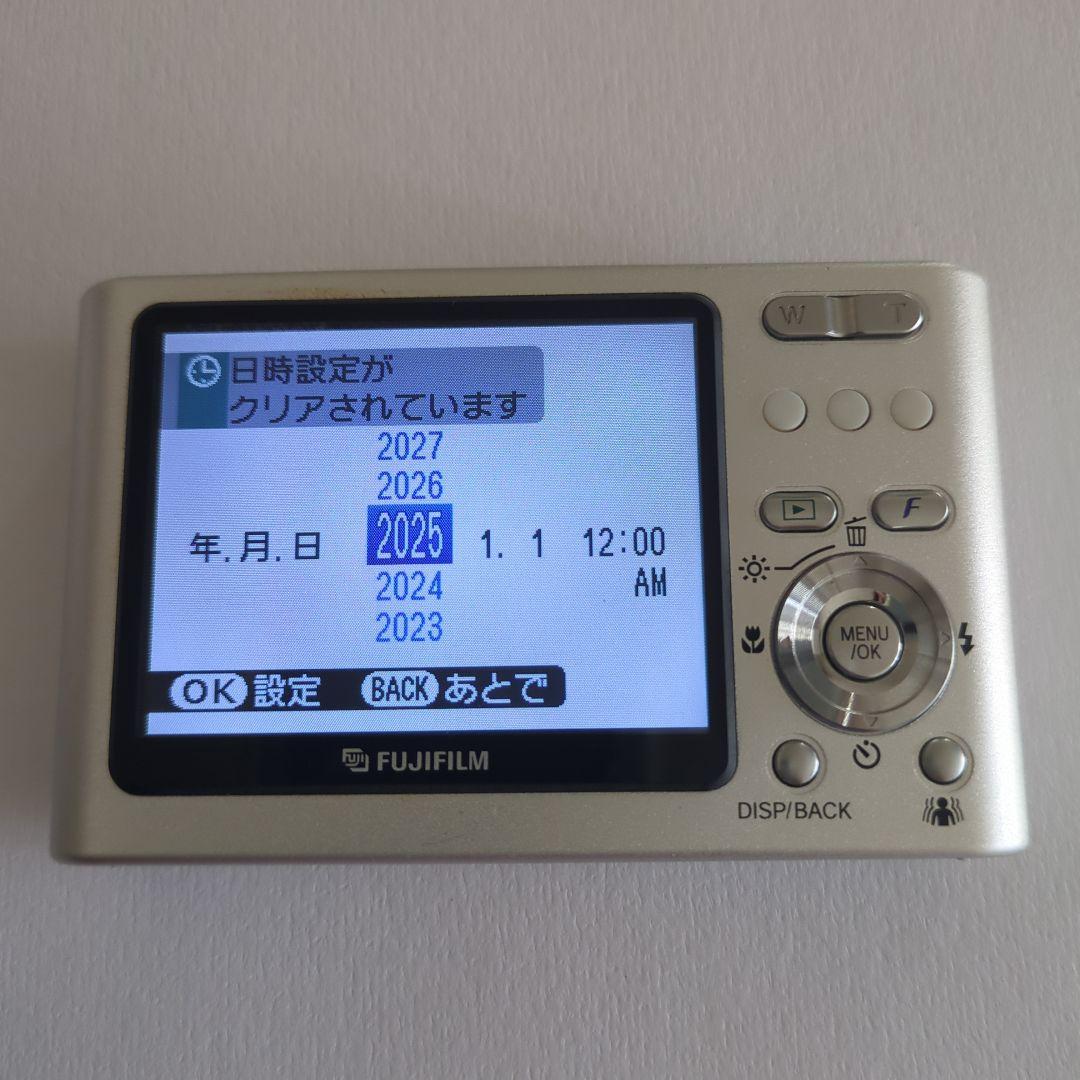 日時設定が
クリアされています
2027
2026
年.月.日 2025 1. 1 12:00
AM
2024
2023
OK 設定 BACK あとで
FUJIFILM
W T
F
MENU
/OK
DISP/BACK